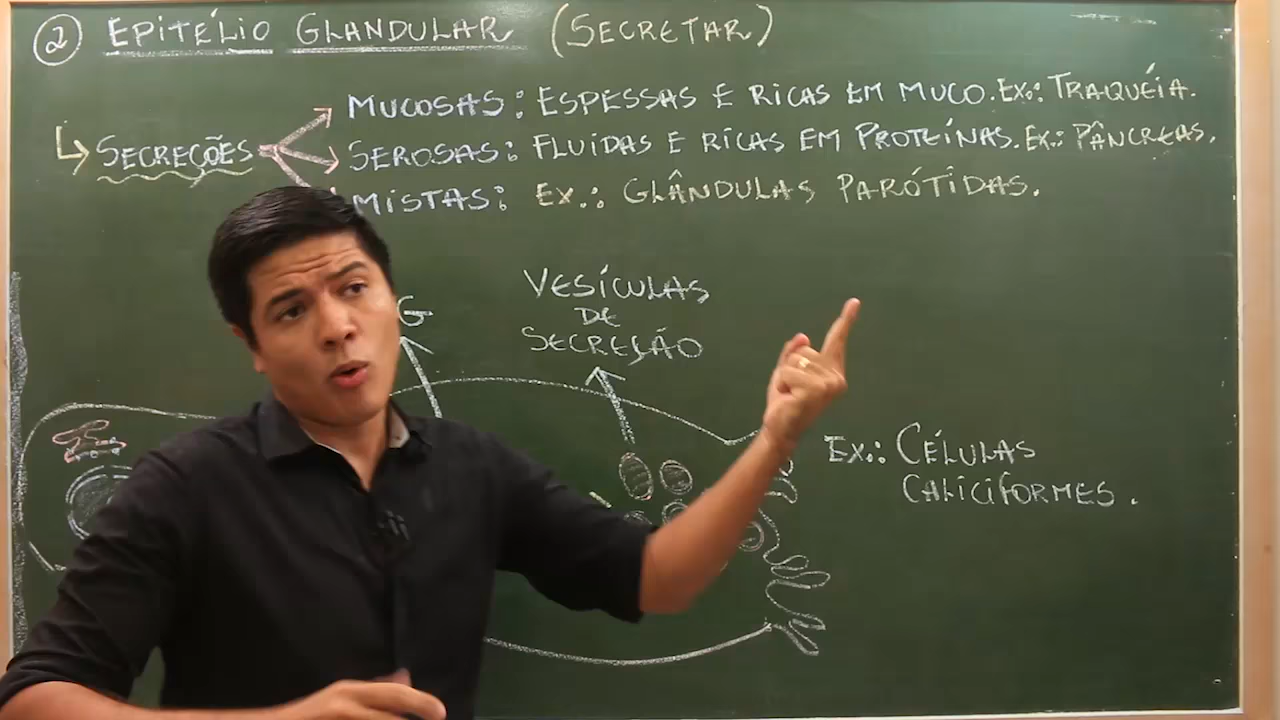 2 EPITÉLIO GLANDULAR (SECRETAR)
SECREÇÕES
MUCOSAS: ESPESSAS E RICAS EM MUCO. EX.: TRAQUÉIA.
SEROSAS: FLUÍDAS E RICAS EM PROTEÍNAS. EX.: PÂNCREAS.
MISTAS: EX.: GLÂNDULAS PARÓTIDAS.
G
VESÍCULAS
DE
SECREÇÃO
EX.: CÉLULAS
CALICIFORMES.